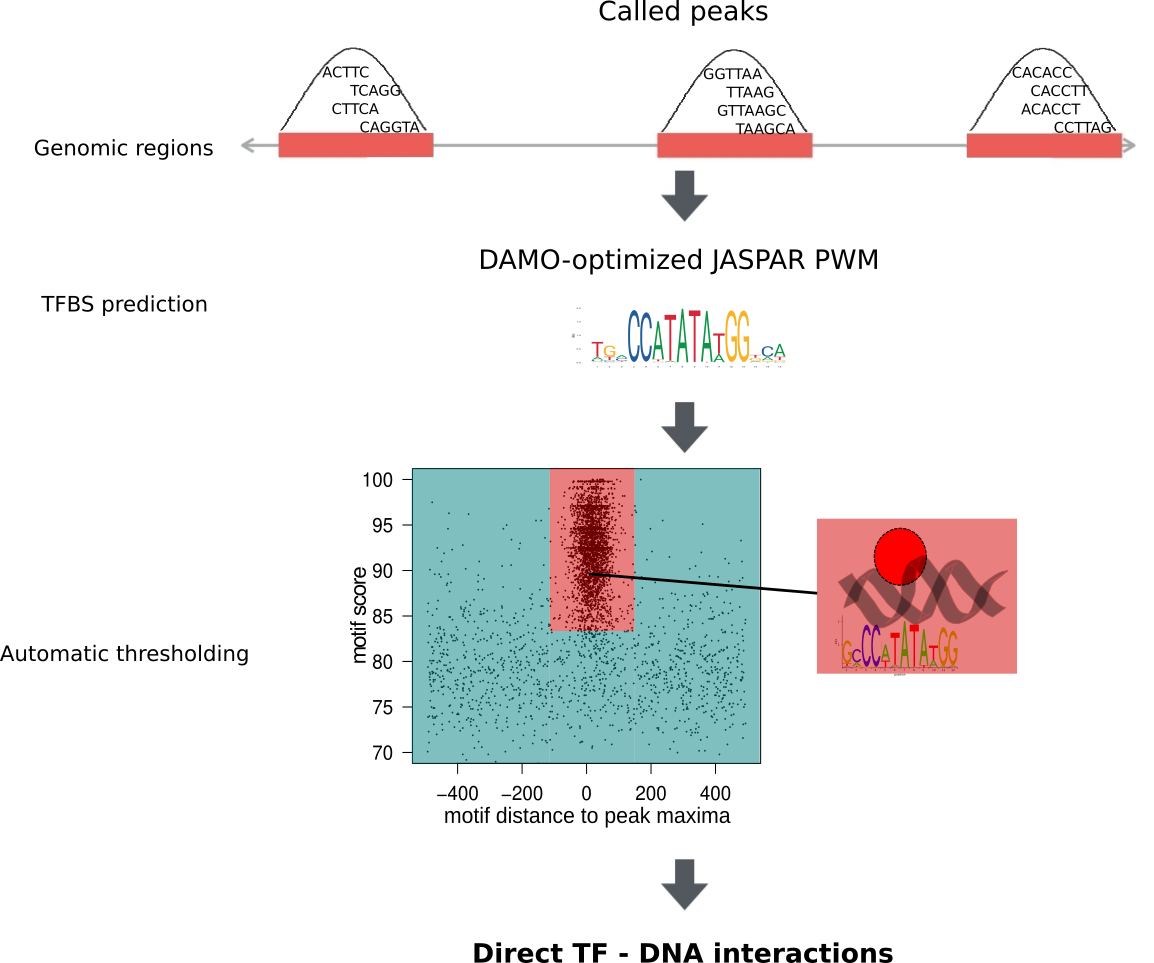 Called peaks
ACTTC
TCAGG
CTTCA
CAGGTA
GGTTAA
TTAAG
GTTAAGC
TAAGCA
CACACC
CACCTT
ACACCT
CCTTAG
Genomic regions
DAMO-optimized JASPAR PWM
TFBS prediction
CCATATATGG
100
95
90
85
80
75
70
motif score
−400 −200 0 200 400
motif distance to peak maxima
Automatic thresholding
CCATATATGG
Direct TF - DNA interactions